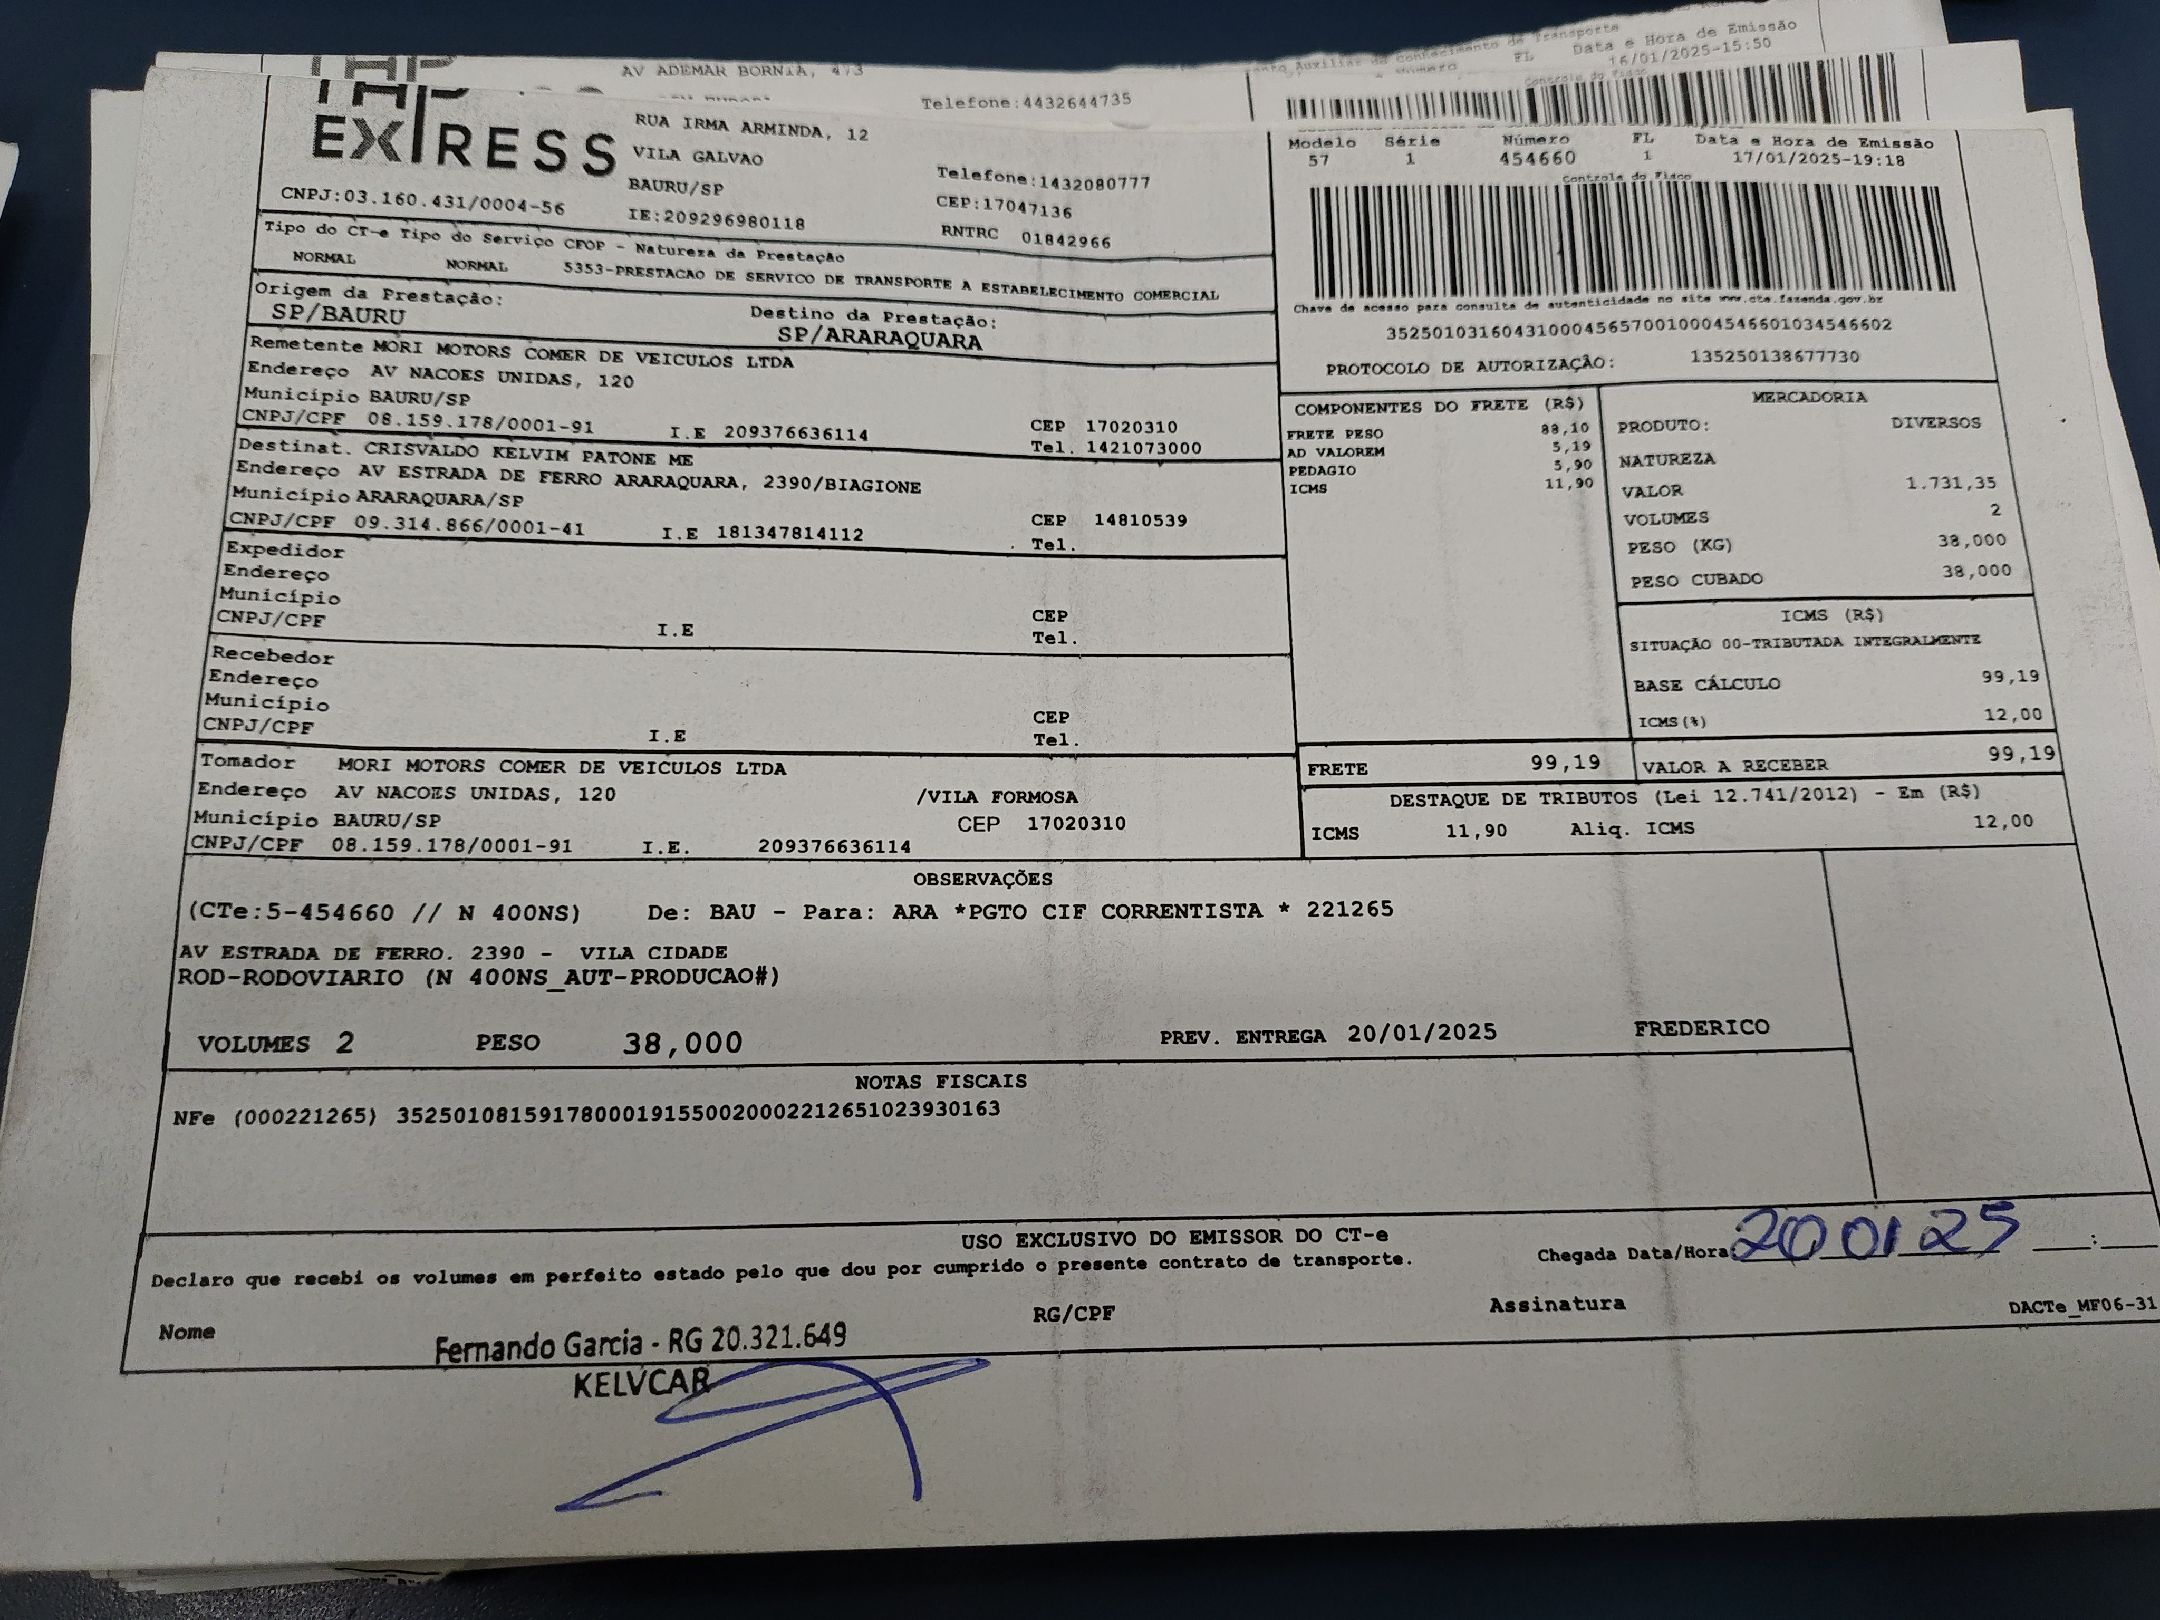 AV ADEMAR BORNIA, 473
Telefone:4432644735
Data e Hora de Emissão
FL
16/01/2025-15:50
EXPRESS
RUA IRMA ARMINDA, 12
VILA GALVAO
BAURU/SP
IE:209296980118
CNPJ:03.160.431/0004-56
Telefone:1432080777
CEP:17047136
RNTRC 01842966
Modelo Série Número FL Data e Hora de Emissão
57 1 454660 1 17/01/2025-19:18
Controle do Fisco
Chave de acesso para consulta de autenticidade no site www.cte.fazenda.gov.br
35250103160431000456570010004546601034546602
PROTOCOLO DE AUTORIZAÇÃO: 135250138677730
Tipo do CT-e Tipo do Serviço CFOP - Natureza da Prestação
NORMAL NORMAL 5353-PRESTACAO DE SERVICO DE TRANSPORTE A ESTABELECIMENTO COMERCIAL
Origem da Prestação: Destino da Prestação:
SP/BAURU SP/ARARAQUARA
Remetente MORI MOTORS COMER DE VEICULOS LTDA
Endereço AV NACOES UNIDAS, 120
Município BAURU/SP CEP 17020310
CNPJ/CPF 08.159.178/0001-91 I.E 209376636114 Tel. 1421073000
Destinat. CRISVALDO KELVIM PATONE ME
Endereço AV ESTRADA DE FERRO ARARAQUARA, 2390/BIAGIONE
Município ARARAQUARA/SP CEP 14810539
CNPJ/CPF 09.314.866/0001-41 I.E 181347814112 Tel.
Expedidor
Endereço
Município CEP
CNPJ/CPF I.E Tel.
Recebedor
Endereço
Município CEP
CNPJ/CPF I.E Tel.
Tomador MORI MOTORS COMER DE VEICULOS LTDA
Endereço AV NACOES UNIDAS, 120 /VILA FORMOSA
Município BAURU/SP CEP 17020310
CNPJ/CPF 08.159.178/0001-91 I.E. 209376636114
COMPONENTES DO FRETE (R$)
FRETE PESO 88,10
AD VALOREM 5,19
PEDAGIO 5,90
ICMS 11,90
MERCADORIA
PRODUTO: DIVERSOS
NATUREZA
VALOR 1.731,35
VOLUMES 2
PESO (KG) 38,000
PESO CUBADO 38,000
ICMS (R$)
SITUAÇÃO 00-TRIBUTADA INTEGRALMENTE
BASE CÁLCULO 99,19
ICMS(%) 12,00
FRETE 99,19 VALOR A RECEBER 99,19
DESTAQUE DE TRIBUTOS (Lei 12.741/2012) - Em (R$)
ICMS 11,90 Aliq. ICMS 12,00
OBSERVAÇÕES
(CTe:5-454660 // N 400NS) De: BAU - Para: ARA *PGTO CIF CORRENTISTA * 221265
AV ESTRADA DE FERRO. 2390 - VILA CIDADE
ROD-RODOVIARIO (N 400NS_AUT-PRODUCAO#)
VOLUMES 2 PESO 38,000 PREV. ENTREGA 20/01/2025 FREDERICO
NOTAS FISCAIS
NFe (000221265) 35250108159178000191550020002212651023930163
USO EXCLUSIVO DO EMISSOR DO CT-e
Declaro que recebi os volumes em perfeito estado pelo que dou por cumprido o presente contrato de transporte.
Chegada Data/Hora: 20 01 25 __:__
Nome RG/CPF Assinatura DACTe_MF06-31
Fernando Garcia - RG 20.321.649
KELVCAR